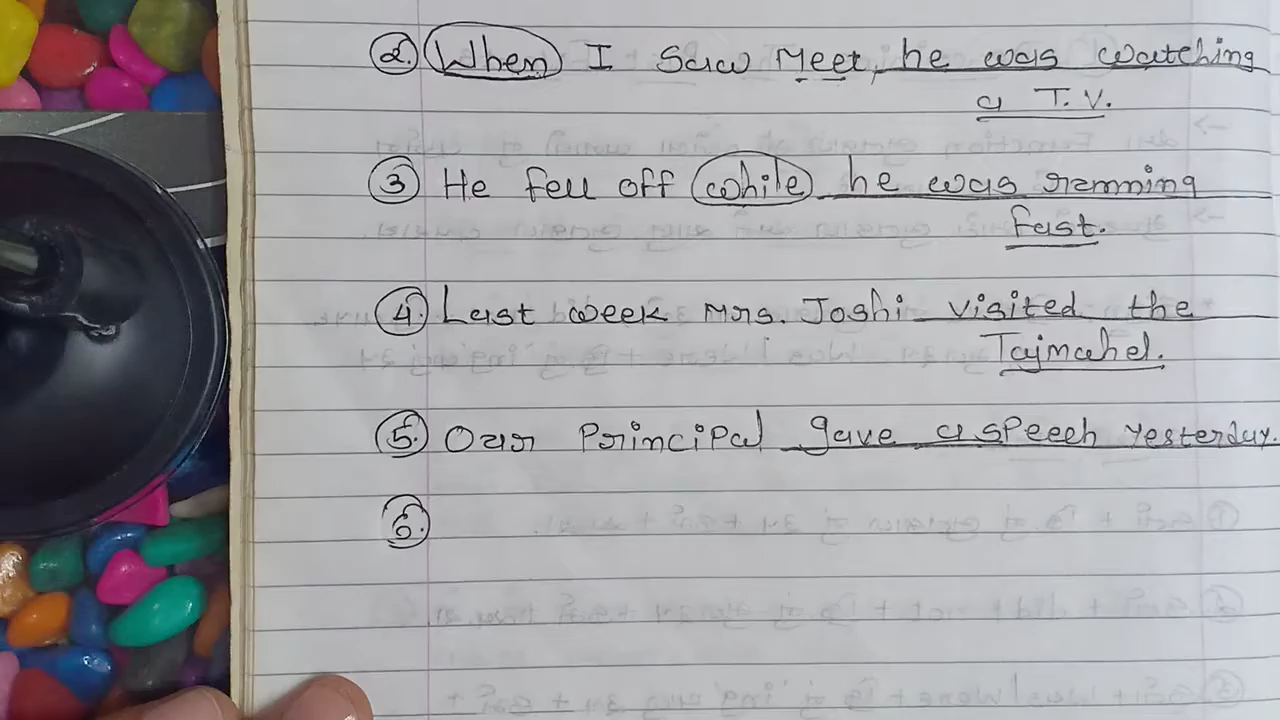 2. When I saw Meet, he was watching
a T.V.
3 He fell off while he was running
fast.
4. Last week Mrs. Joshi visited the
Tajmahel.
5. Our Principal gave a speech yesterday.
6.